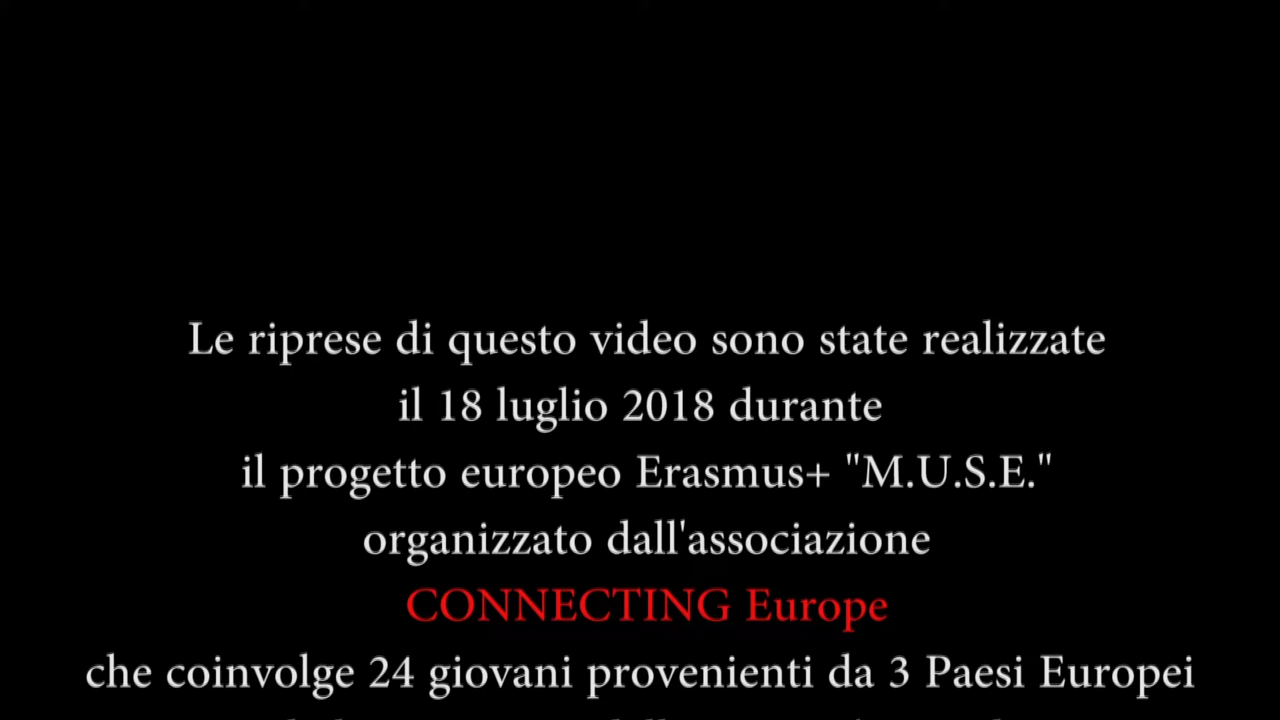 Le riprese di questo video sono state realizzate
il 18 luglio 2018 durante
il progetto europeo Erasmus+ "M.U.S.E."
organizzato dall'associazione
CONNECTING Europe
che coinvolge 24 giovani provenienti da 3 Paesi Europei